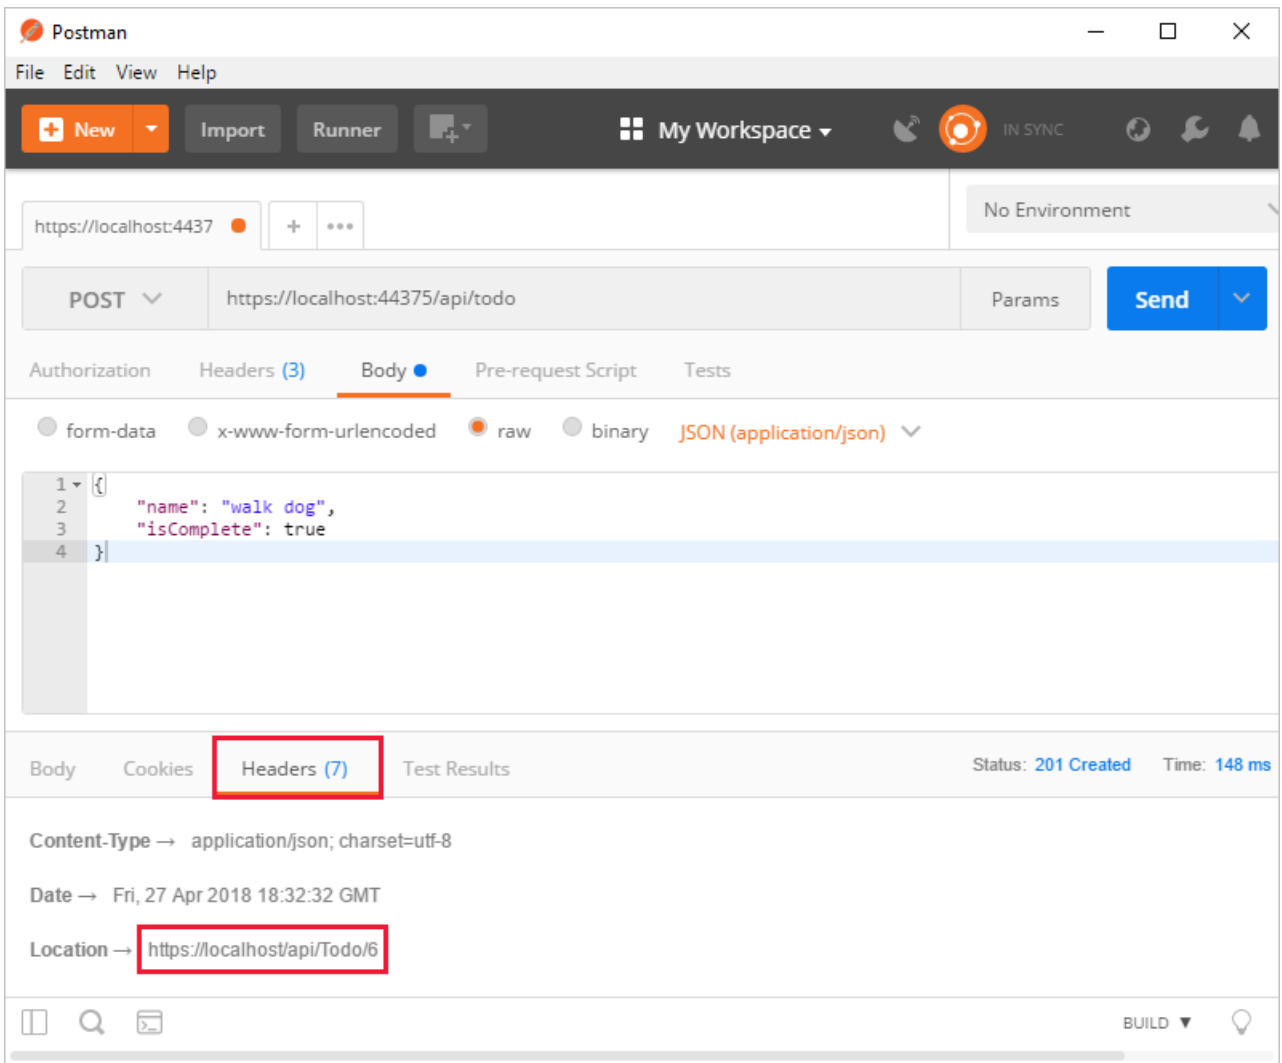 Postman
File Edit View Help
New Import Runner My Workspace IN SYNC
https://localhost:4437 + ••• No Environment
POST https://localhost:44375/api/todo Params Send
Authorization Headers (3) Body Pre-request Script Tests
form-data x-www-form-urlencoded raw binary JSON (application/json)
1 {
2 "name": "walk dog",
3 "isComplete": true
4 }
Body Cookies Headers (7) Test Results Status: 201 Created Time: 148 ms
Content-Type → application/json; charset=utf-8
Date → Fri, 27 Apr 2018 18:32:32 GMT
Location → https://localhost/api/Todo/6
BUILD